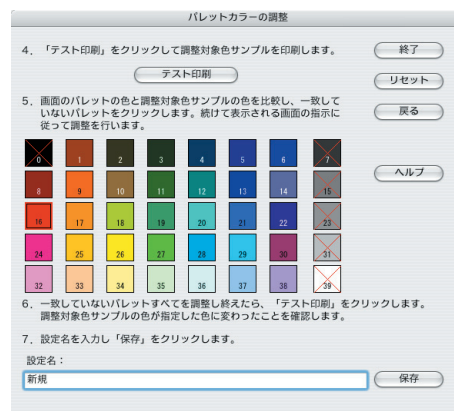 パレットカラーの調整
4. 「テスト印刷」をクリックして調整対象色サンプルを印刷します。
終了
テスト印刷
リセット
5. 画面のパレットの色と調整対象色サンプルの色を比較し、一致して
いないパレットをクリックします。続けて表示される画面の指示に
従って調整を行います。
戻る
0 1 2 3 4 5 6 7
ヘルプ
8 9 10 11 12 13 14 15
16 17 18 19 20 21 22 23
24 25 26 27 28 29 30 31
32 33 34 35 36 37 38 39
6. 一致していないパレットすべてを調整し終えたら、「テスト印刷」をクリックします。
調整対象色サンプルの色が指定した色に変わったことを確認します。
7. 設定名を入力し「保存」をクリックします。
設定名：
新規
保存